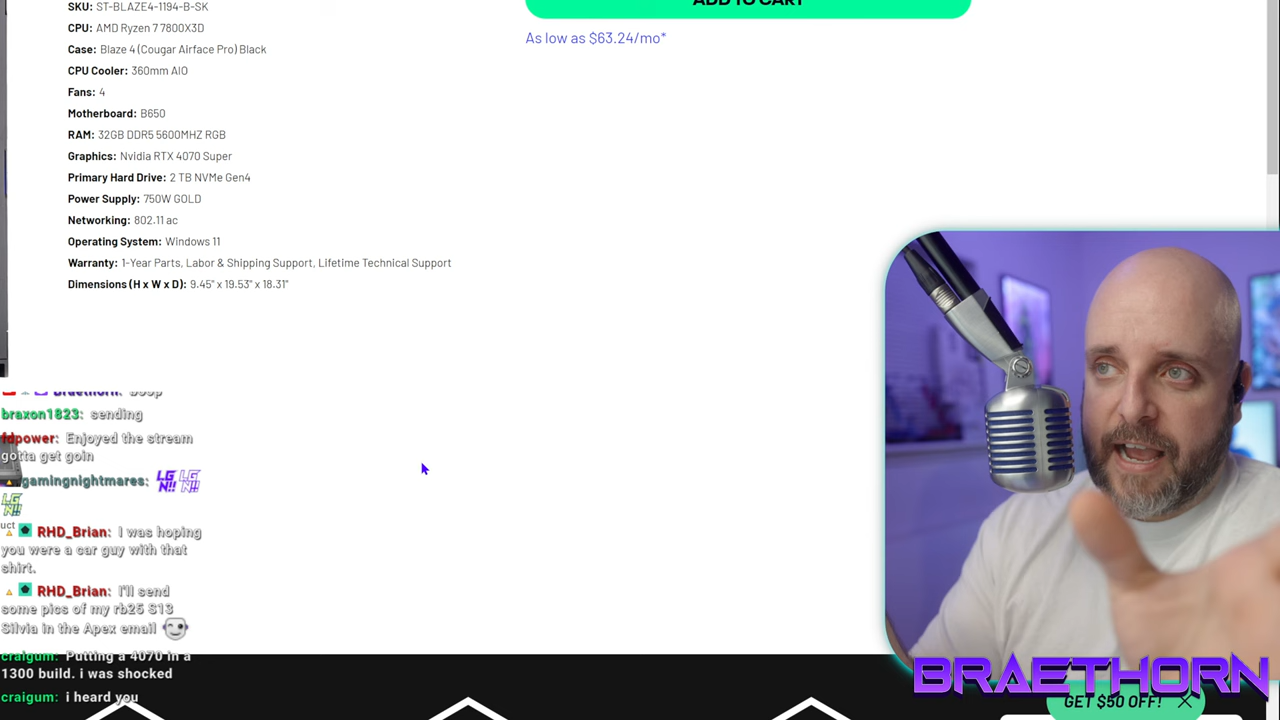 SKU: ST-BLAZE4-1194-B-SK
ADD TO CART
CPU: AMD Ryzen 7 7800X3D
As low as $63.24/mo*
Case: Blaze 4 (Cougar Airface Pro) Black
CPU Cooler: 360mm AIO
Fans: 4
Motherboard: B650
RAM: 32GB DDR5 5600MHZ RGB
Graphics: Nvidia RTX 4070 Super
Primary Hard Drive: 2 TB NVMe Gen4
Power Supply: 750W GOLD
Networking: 802.11 ac
Operating System: Windows 11
Warranty: 1-Year Parts, Labor & Shipping Support, Lifetime Technical Support
Dimensions (H x W x D): 9.45" x 19.53" x 18.31"
Braethorn: boop
braxon1823: sending
fdpower: Enjoyed the stream
gotta get goin
gamingnightmares: LG N!! LG N!!
LG N!!
uct
RHD_Brian: I was hoping
you were a car guy with that
shirt.
RHD_Brian: I'll send
some pics of my rb25 S13
Silvia in the Apex email
craigum: Putting a 4070 in a
1300 build. i was shocked
craigum: i heard you
BRAETHORN
GET $50 OFF!